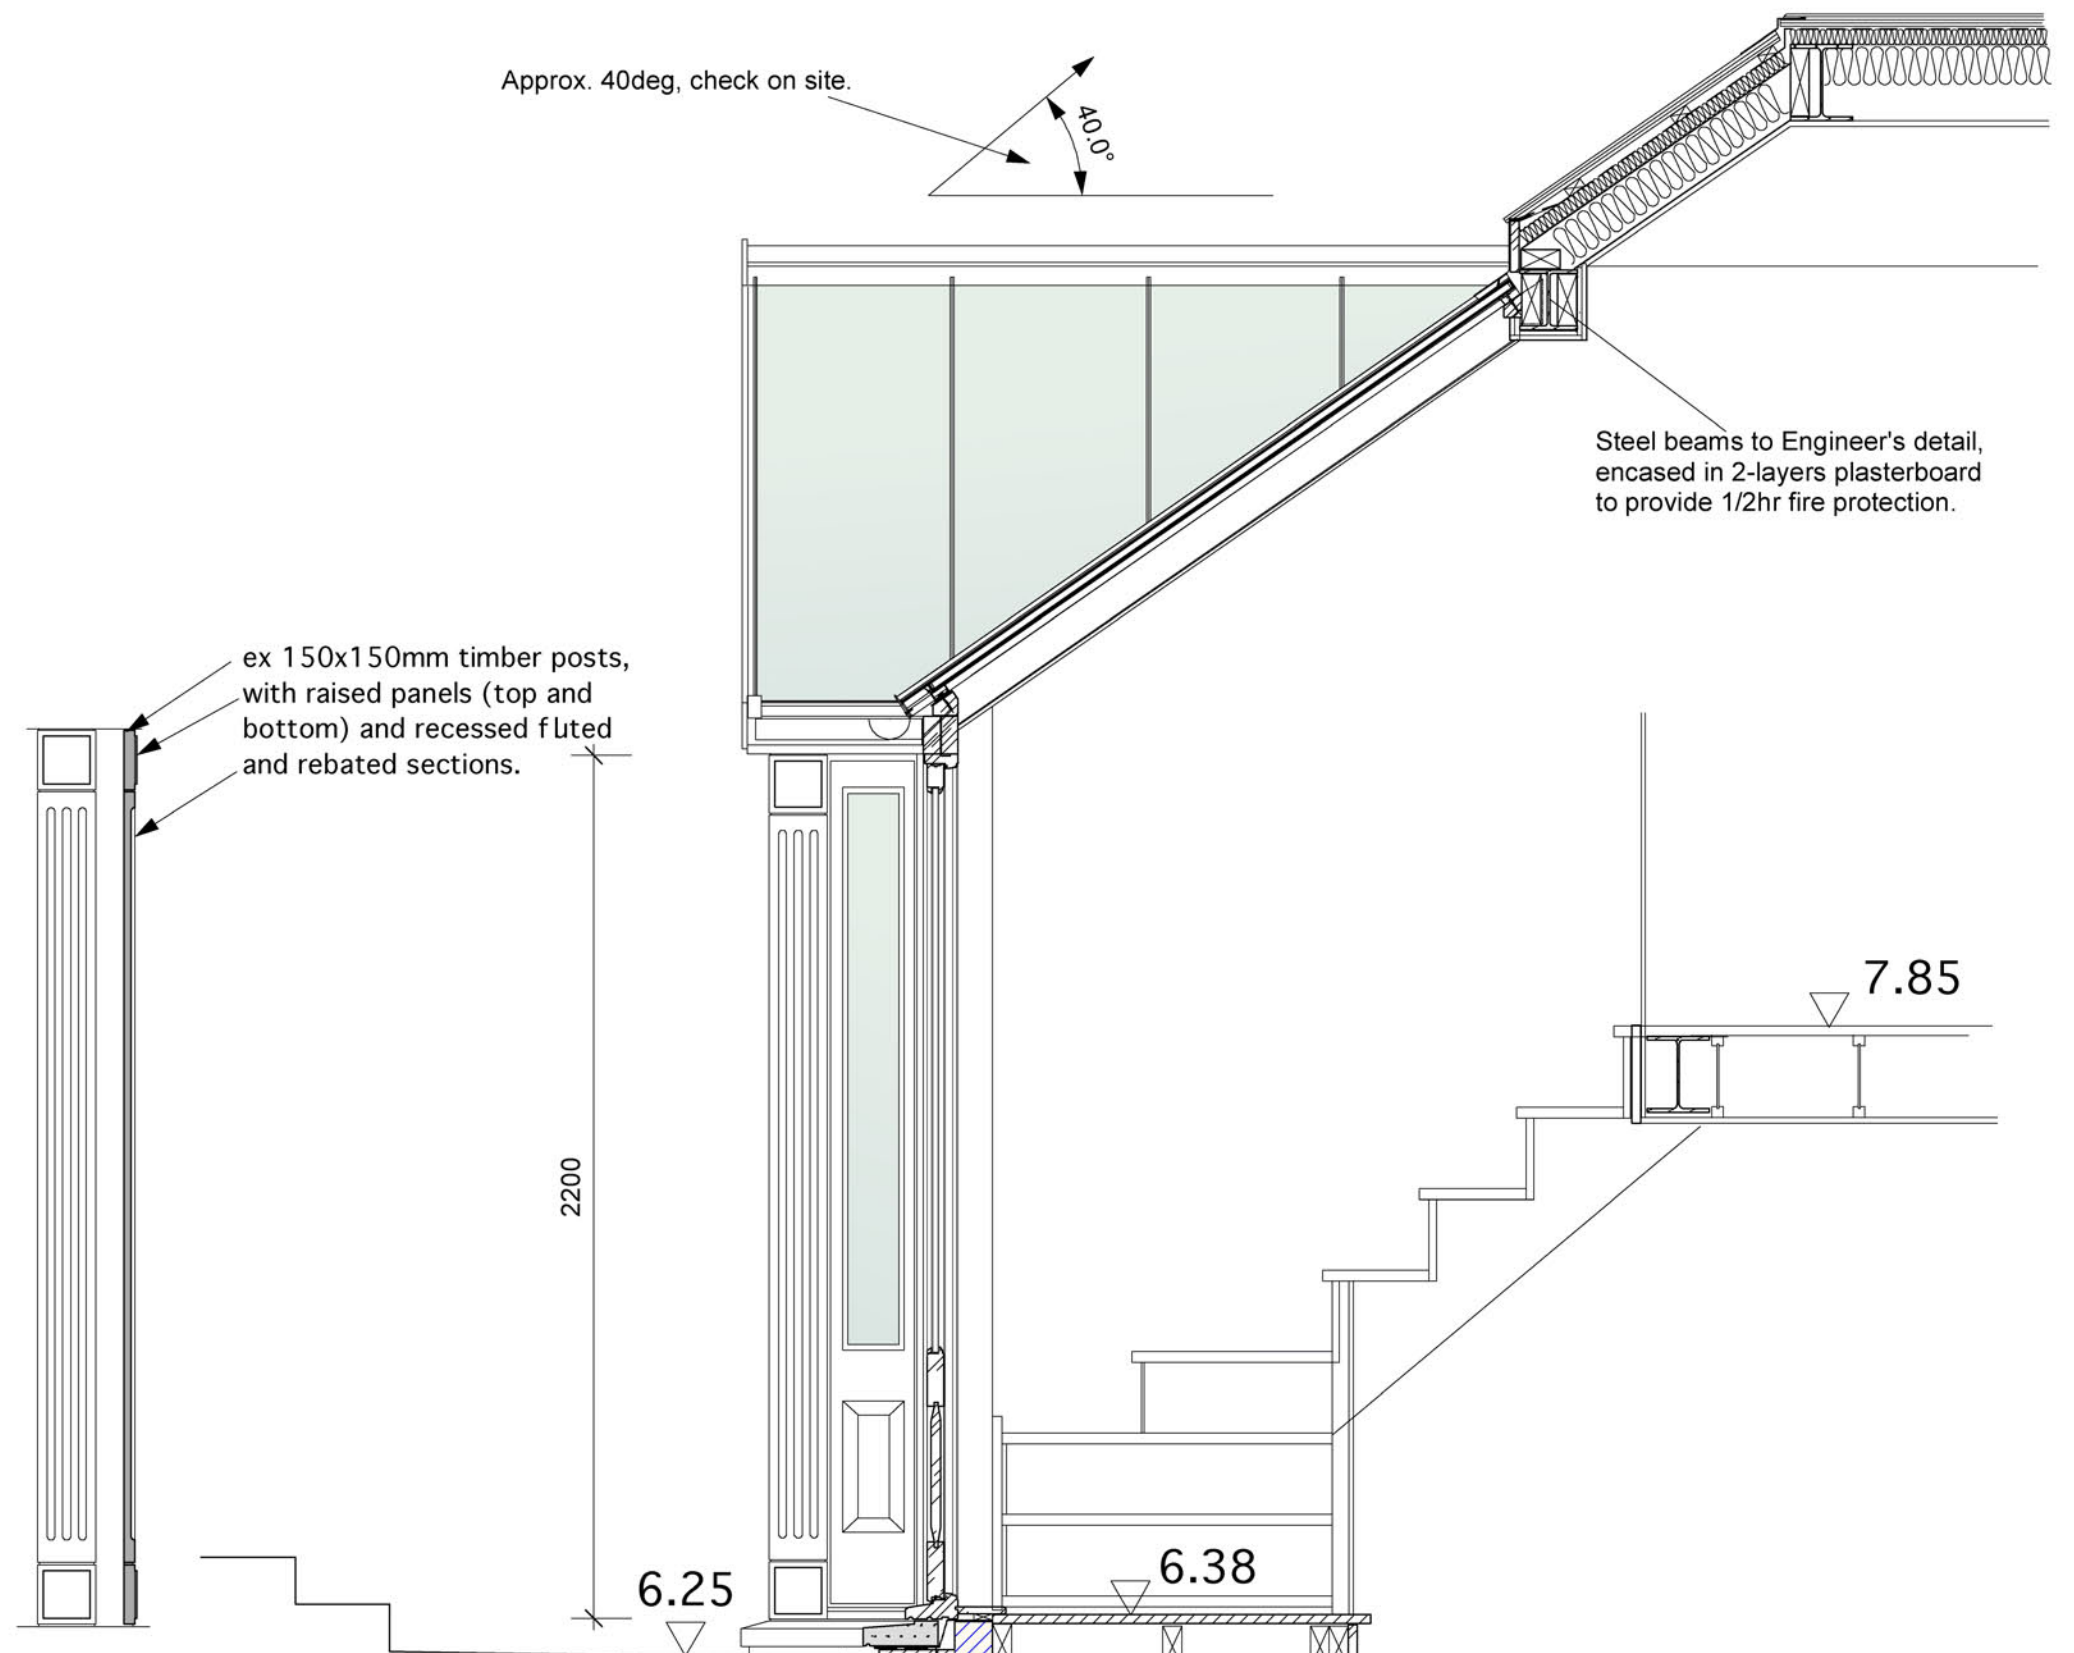 Approx. 40deg, check on site.
40.0°
Steel beams to Engineer's detail,
encased in 2-layers plasterboard
to provide 1/2hr fire protection.
ex 150x150mm timber posts,
with raised panels (top and
bottom) and recessed fluted
and rebated sections.
7.85
2200
6.38
6.25